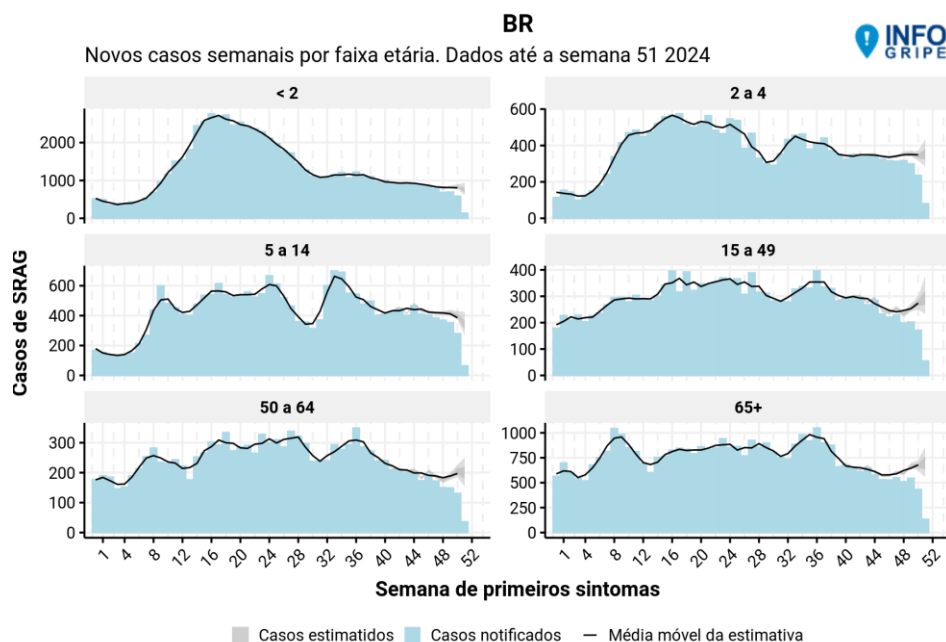 BR
INFO
GRIPE
Novos casos semanais por faixa etária. Dados até a semana 51 2024
< 2
2 a 4
2000
1000
0
600
400
200
0
5 a 14
15 a 49
600
400
200
0
400
300
200
100
0
50 a 64
65+
300
200
100
0
1000
750
500
250
0
Casos de SRAG
1 4 8 12 16 20 24 28 32 36 40 44 48 52
1 4 8 12 16 20 24 28 32 36 40 44 48 52
Semana de primeiros sintomas
Casos estimatidos Casos notificados Média móvel da estimativa